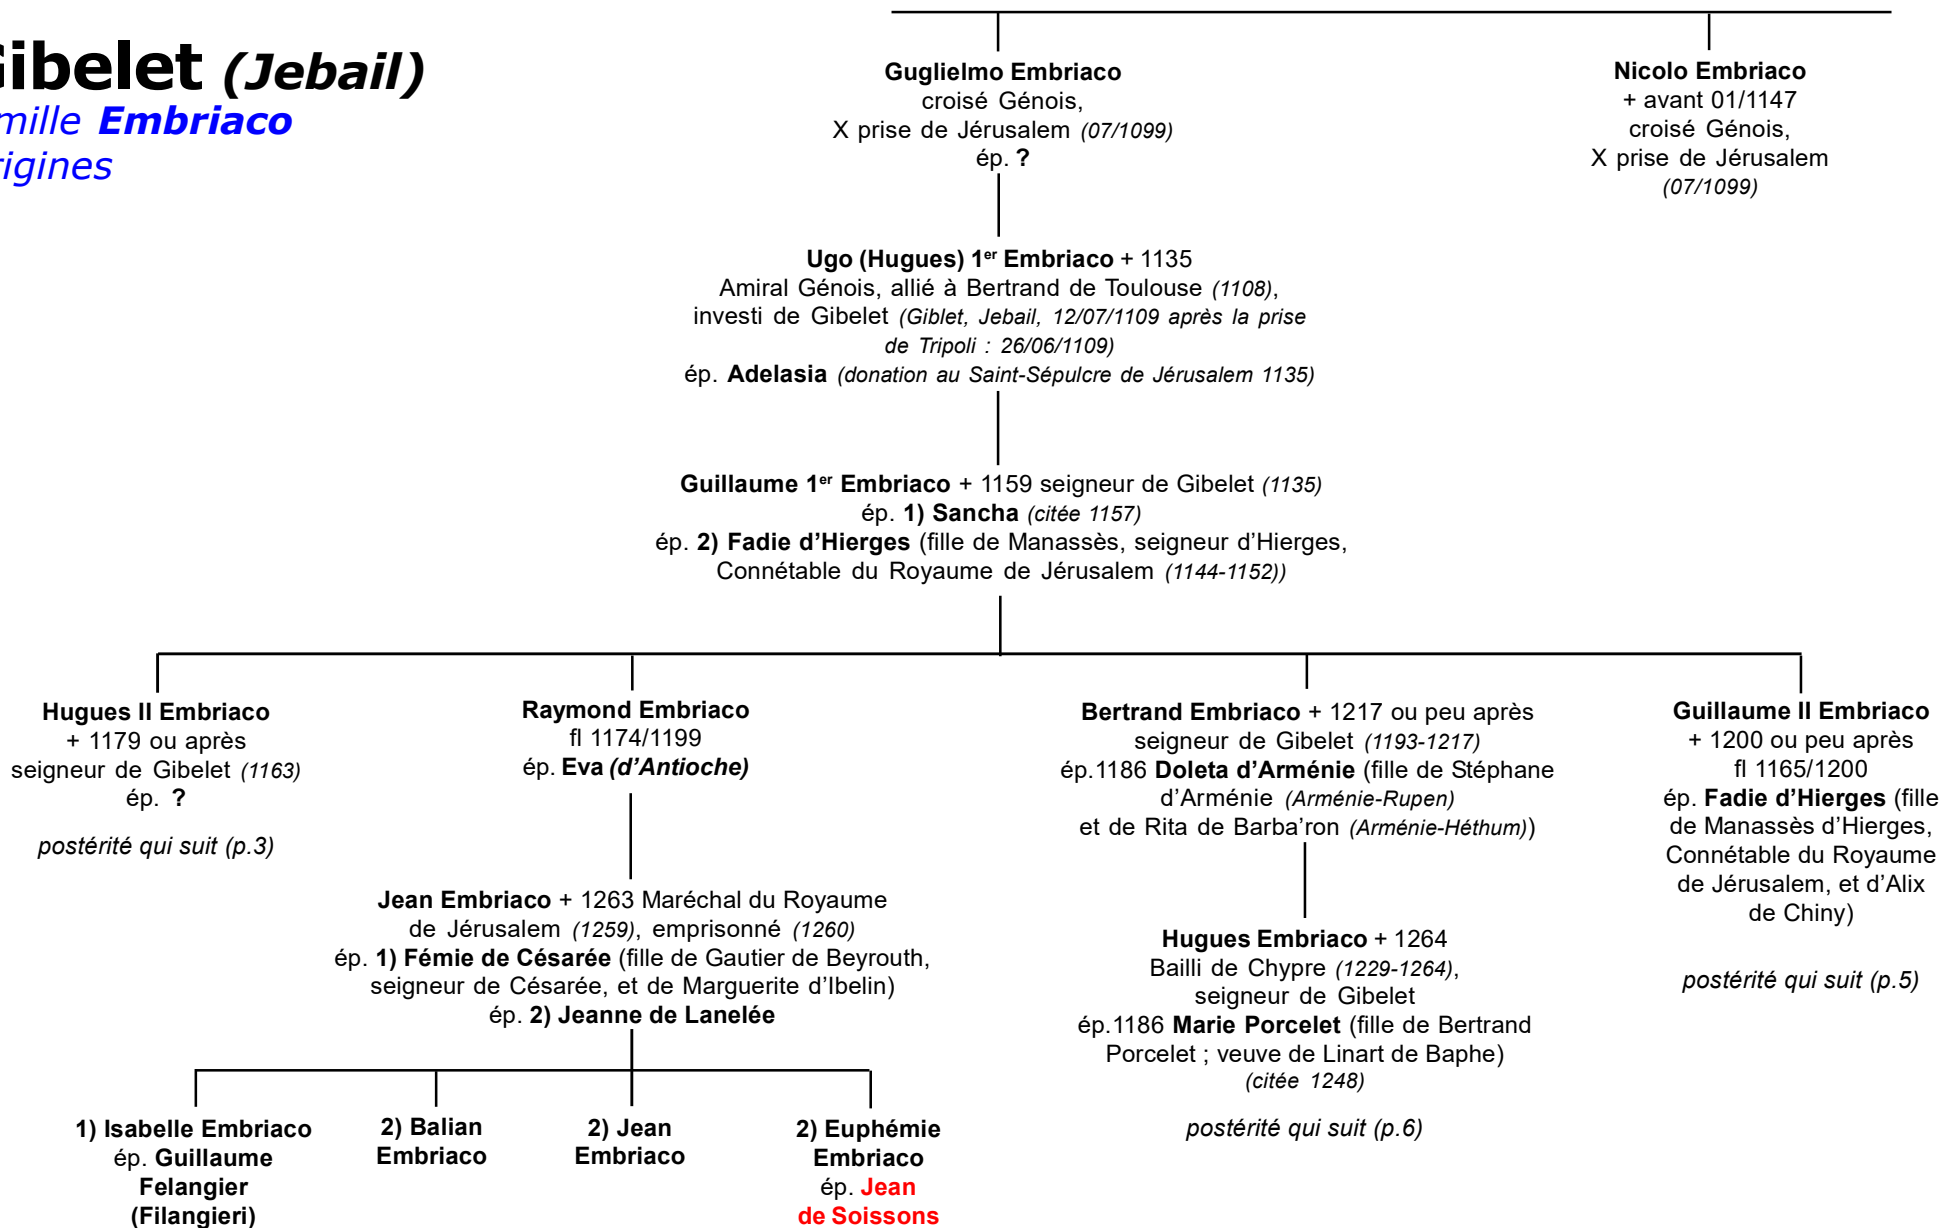 Gibelet (Jebail)
mille Embriaco
rigines
Guglielmo Embriaco
croisé Génois,
X prise de Jérusalem (07/1099)
ép. ?
Nicolo Embriaco
+ avant 01/1147
croisé Génois,
X prise de Jérusalem
(07/1099)
Ugo (Hugues) 1er Embriaco + 1135
Amiral Génois, allié à Bertrand de Toulouse (1108),
investi de Gibelet (Giblet, Jebail, 12/07/1109 après la prise
de Tripoli : 26/06/1109)
ép. Adelasia (donation au Saint-Sépulcre de Jérusalem 1135)
Guillaume 1er Embriaco + 1159 seigneur de Gibelet (1135)
ép. 1) Sancha (citée 1157)
ép. 2) Fadie d’Hierges (fille de Manassès, seigneur d’Hierges,
Connétable du Royaume de Jérusalem (1144-1152))
Hugues II Embriaco
+ 1179 ou après
seigneur de Gibelet (1163)
ép. ?
postérité qui suit (p.3)
Raymond Embriaco
fl 1174/1199
ép. Eva (d’Antioche)
Jean Embriaco + 1263 Maréchal du Royaume
de Jérusalem (1259), emprisonné (1260)
ép. 1) Fémie de Césarée (fille de Gautier de Beyrouth,
seigneur de Césarée, et de Marguerite d’Ibelin)
ép. 2) Jeanne de Lanelée
1) Isabelle Embriaco
ép. Guillaume
Felangier
(Filangieri)
2) Balian
Embriaco
2) Jean
Embriaco
2) Euphémie
Embriaco
ép. Jean
de Soissons
Bertrand Embriaco + 1217 ou peu après
seigneur de Gibelet (1193-1217)
ép.1186 Doleta d’Arménie (fille de Stéphane
d’Arménie (Arménie-Rupen)
et de Rita de Barba’ron (Arménie-Héthum))
Hugues Embriaco + 1264
Bailli de Chypre (1229-1264),
seigneur de Gibelet
ép.1186 Marie Porcelet (fille de Bertrand
Porcelet ; veuve de Linart de Baphe)
(citée 1248)
postérité qui suit (p.6)
Guillaume II Embriaco
+ 1200 ou peu après
fl 1165/1200
ép. Fadie d’Hierges (fille
de Manassès d’Hierges,
Connétable du Royaume
de Jérusalem, et d’Alix
de Chiny)
postérité qui suit (p.5)